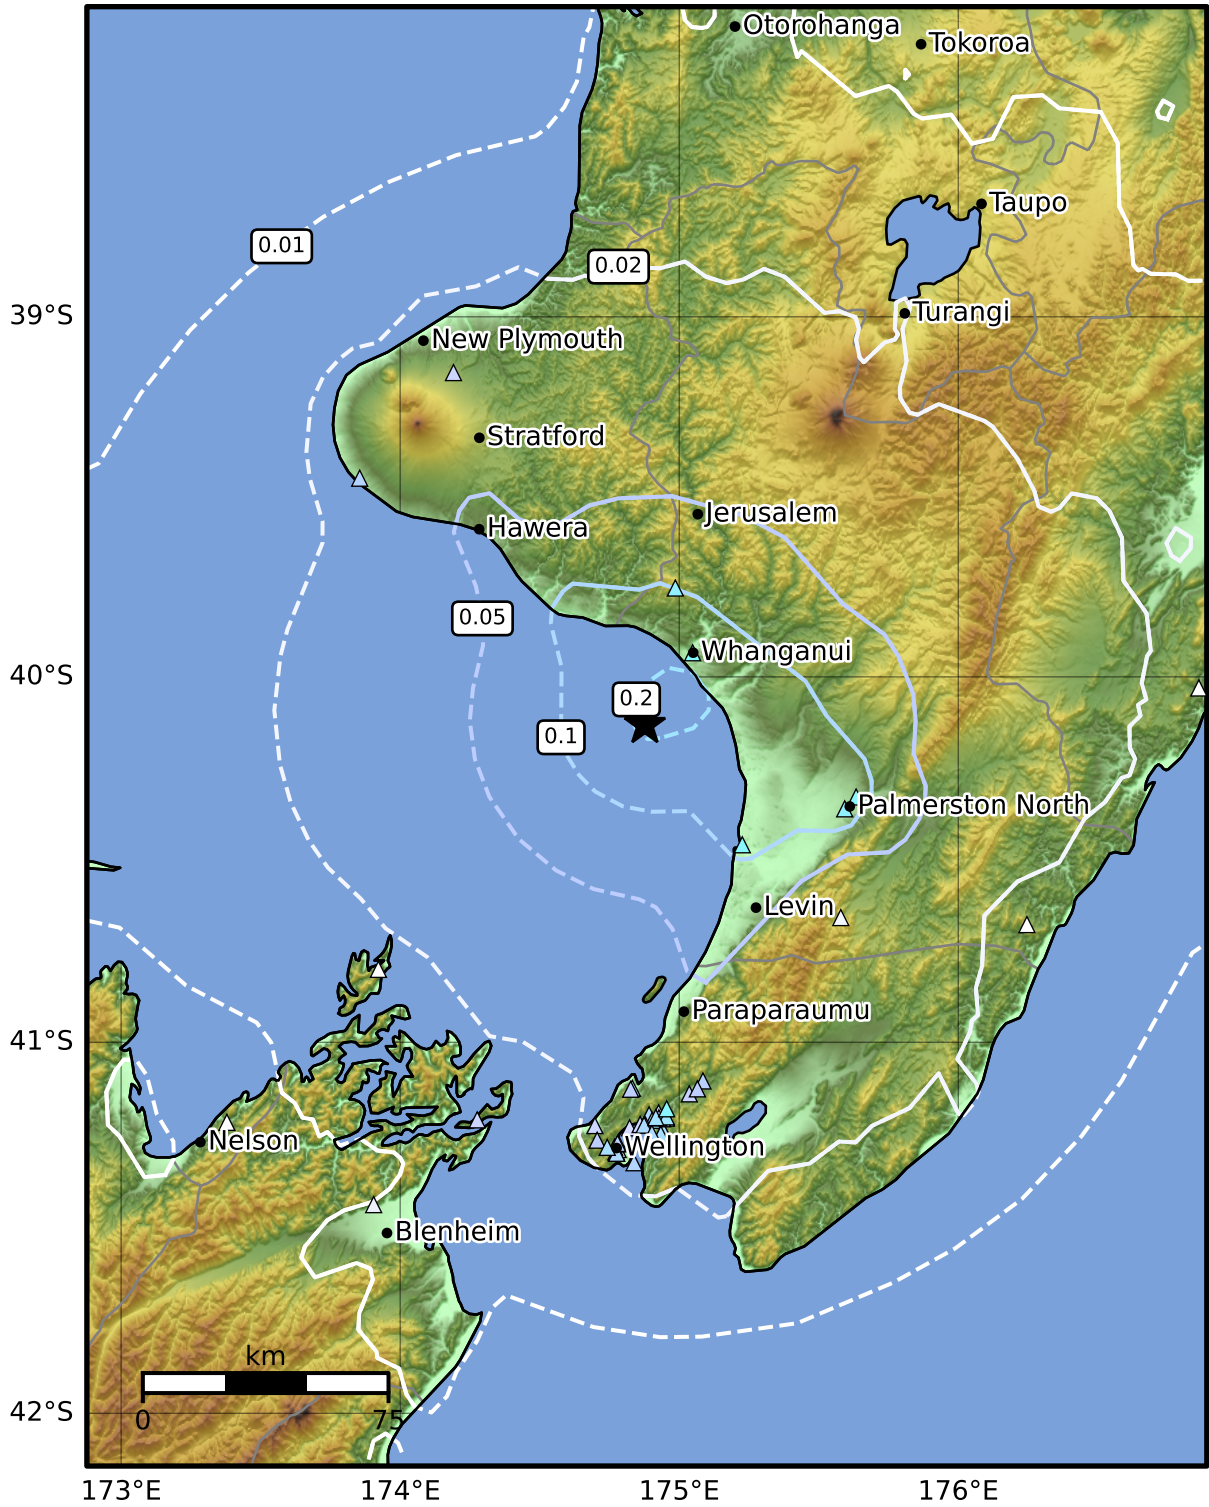 Otorohanga
Tokoroa
Taupo
0.01
0.02
39°S
Turangi
New Plymouth
Stratford
Jerusalem
Hawera
0.05
Whanganui
40°S
0.2
0.1
Palmerston North
Levin
Paraparaumu
41°S
Nelson
Wellington
Blenheim
km
0
75
42°S
173°E
174°E
175°E
176°E